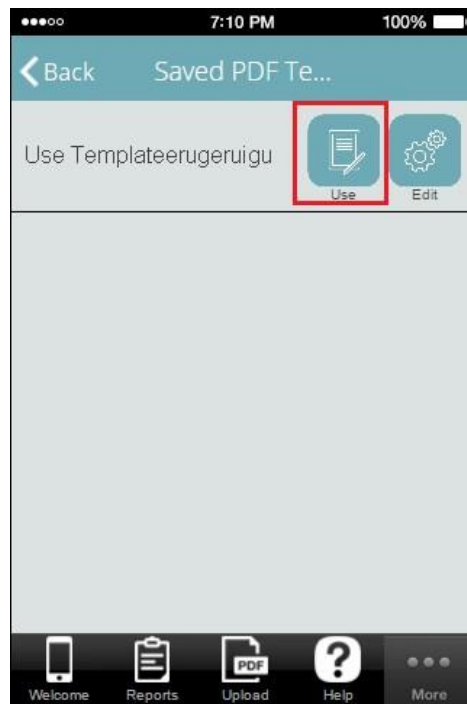 7:10 PM 100%
Back Saved PDF Te...
Use Templateerugeruigu
Use Edit
PDF
?
Welcome Reports Upload Help More